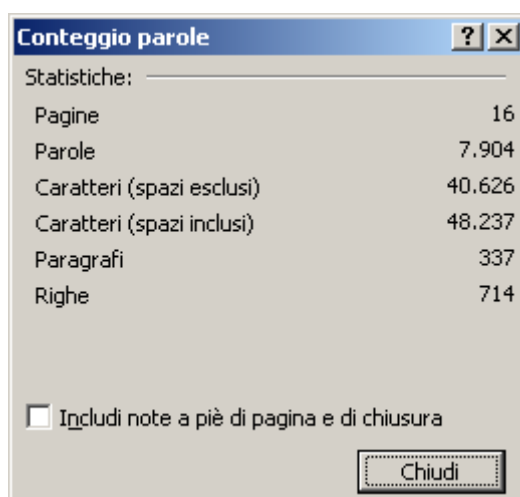 Conteggio parole
Statistiche:
Pagine 16
Parole 7.904
Caratteri (spazi esclusi) 40.626
Caratteri (spazi inclusi) 48.237
Paragrafi 337
Righe 714
Includi note a piè di pagina e di chiusura
Chiudi